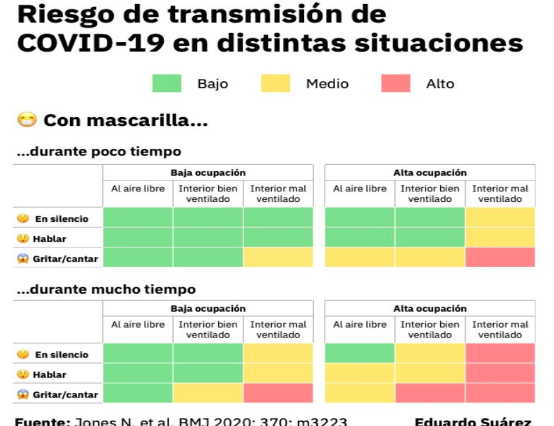 Riesgo de transmisión de
COVID-19 en distintas situaciones
Bajo Medio Alto
Con mascarilla...
...durante poco tiempo
Baja ocupación Alta ocupación
Al aire libre Interior bien ventilado Interior mal ventilado Al aire libre Interior bien ventilado Interior mal ventilado
En silencio
Hablar
Gritar/cantar
...durante mucho tiempo
Baja ocupación Alta ocupación
Al aire libre Interior bien ventilado Interior mal ventilado Al aire libre Interior bien ventilado Interior mal ventilado
En silencio
Hablar
Gritar/cantar
Fuente: Jones N. et al. BMJ 2020; 370: m3223 Eduardo Suárez